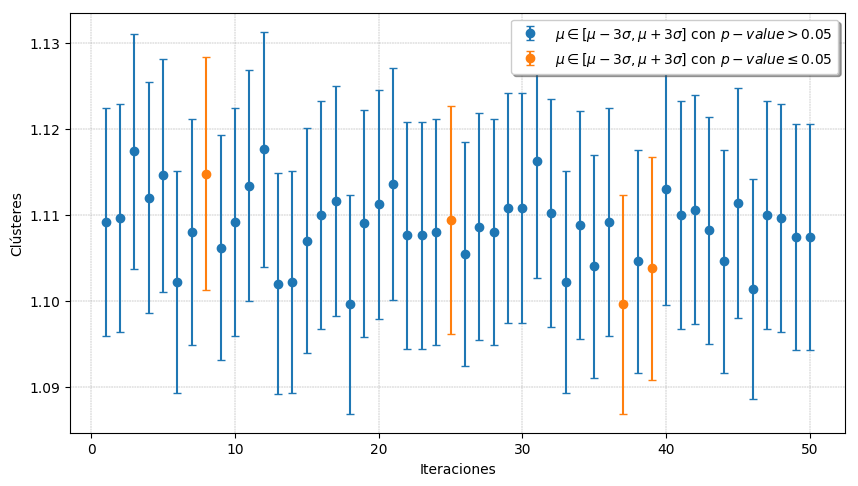 μ ∈ [μ − 3σ, μ + 3σ] con p − value > 0.05
μ ∈ [μ − 3σ, μ + 3σ] con p − value ≤ 0.05
1.13
1.12
1.11
1.10
1.09
Clústeres
0 10 20 30 40 50
Iteraciones